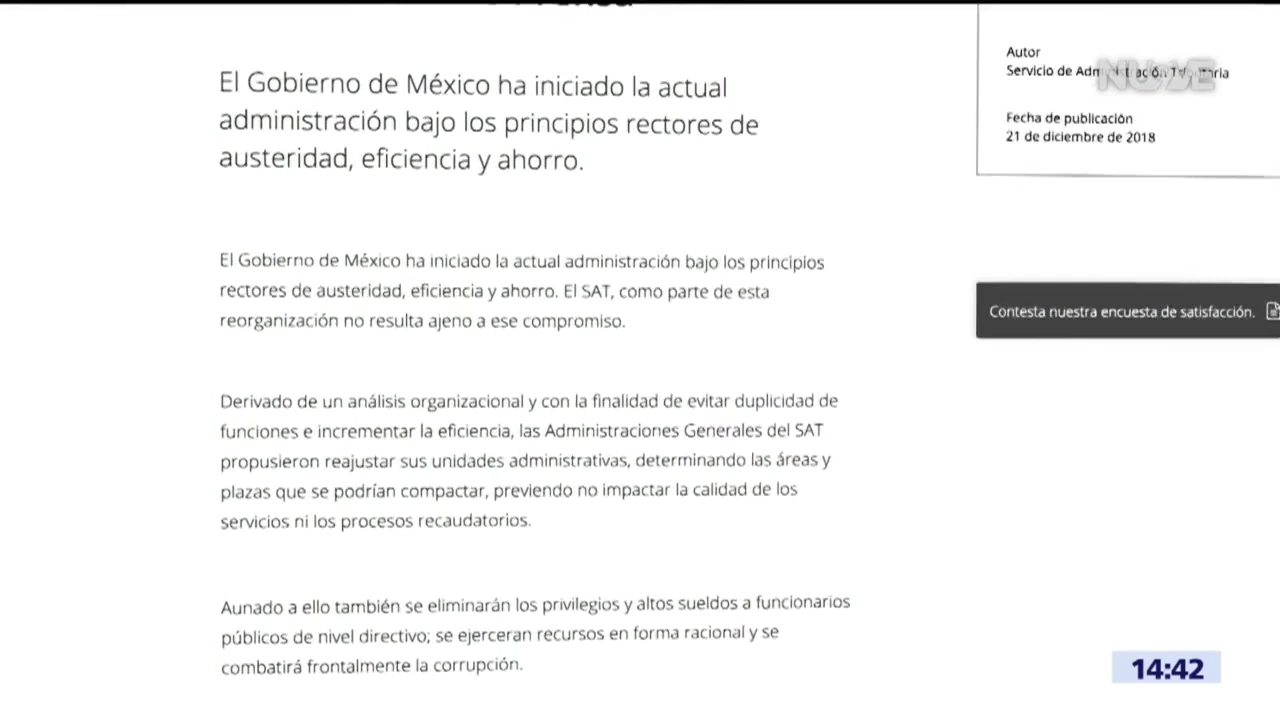 El Gobierno de México ha iniciado la actual
administración bajo los principios rectores de
austeridad, eficiencia y ahorro.
El Gobierno de México ha iniciado la actual administración bajo los principios
rectores de austeridad, eficiencia y ahorro. El SAT, como parte de esta
reorganización no resulta ajeno a ese compromiso.
Derivado de un análisis organizacional y con la finalidad de evitar duplicidad de
funciones e incrementar la eficiencia, las Administraciones Generales del SAT
propusieron reajustar sus unidades administrativas, determinando las áreas y
plazas que se podrían compactar, previendo no impactar la calidad de los
servicios ni los procesos recaudatorios.
Aunado a ello también se eliminarán los privilegios y altos sueldos a funcionarios
públicos de nivel directivo; se ejerceran recursos en forma racional y se
combatirá frontalmente la corrupción.
Autor
Servicio de Administración Tributaria
Fecha de publicación
21 de diciembre de 2018
Contesta nuestra encuesta de satisfacción.
14:42